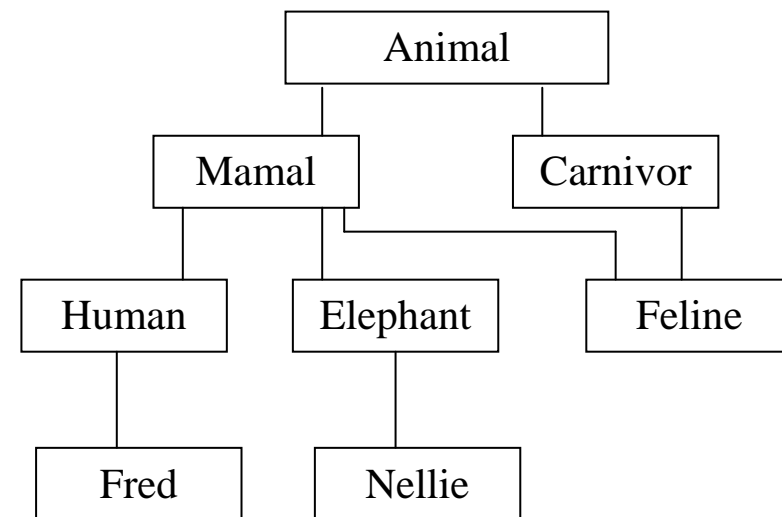 Animal
Mamal
Carnivor
Human
Elephant
Feline
Fred
Nellie